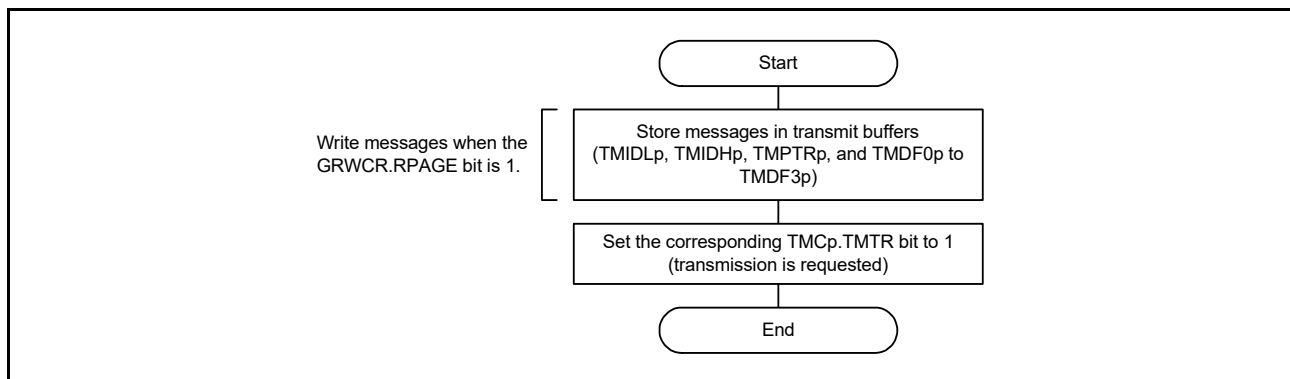 Start
Write messages when the
GRWCR.RPAGE bit is 1.
Store messages in transmit buffers
(TMIDLp, TMIDHp, TMPTRp, and TMDF0p to
TMDF3p)
Set the corresponding TMCp.TMTR bit to 1
(transmission is requested)
End